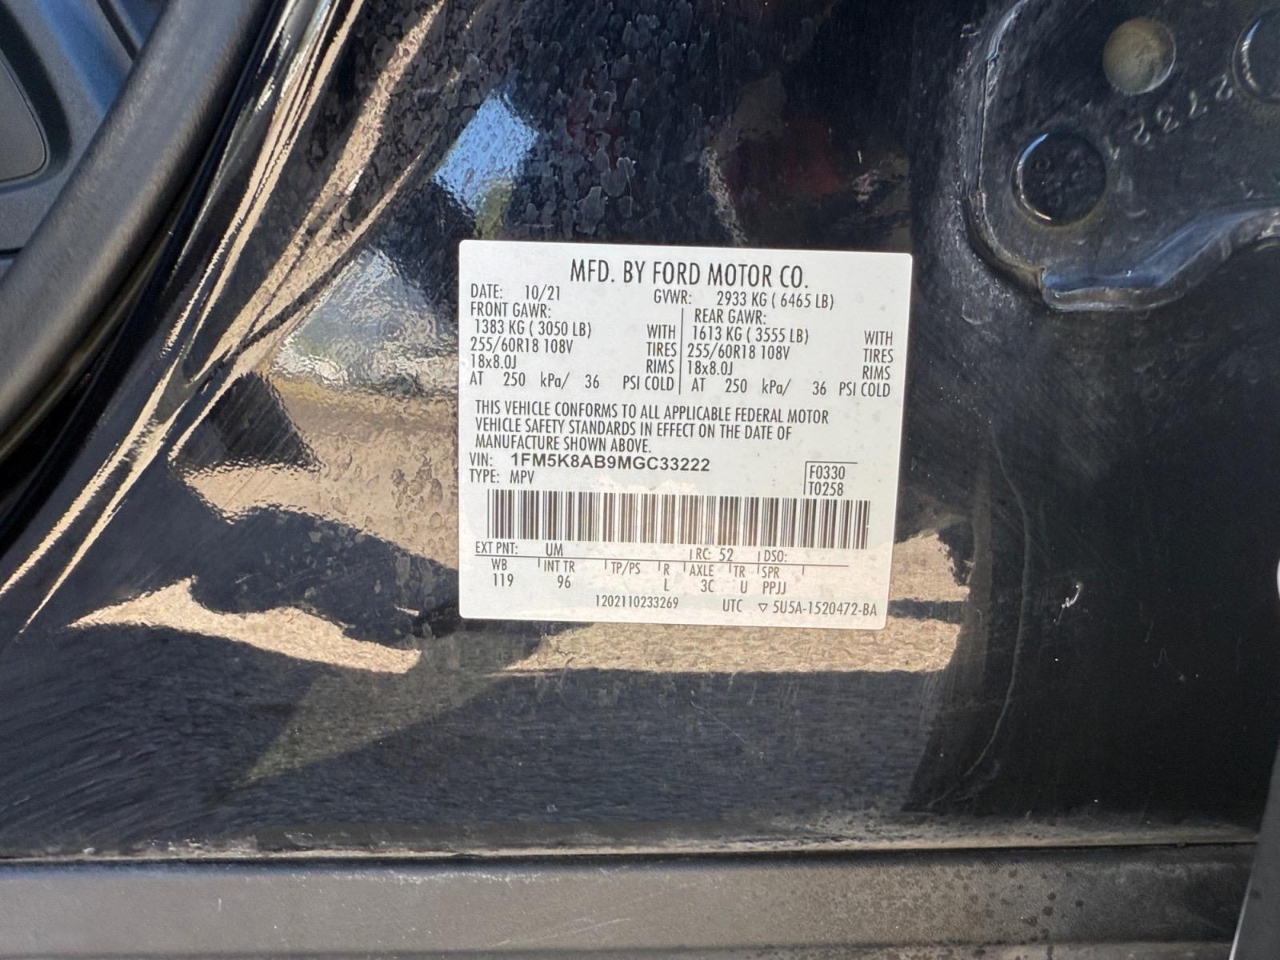 MFD. BY FORD MOTOR CO.
DATE: 10/21 GVWR: 2933 KG ( 6465 LB)
FRONT GAWR: REAR GAWR:
1383 KG ( 3050 LB) WITH 1613 KG ( 3555 LB) WITH
255/60R18 108V TIRES 255/60R18 108V TIRES
18x8.0J RIMS 18x8.0J RIMS
AT 250 kPa/ 36 PSI COLD AT 250 kPa/ 36 PSI COLD
THIS VEHICLE CONFORMS TO ALL APPLICABLE FEDERAL MOTOR
VEHICLE SAFETY STANDARDS IN EFFECT ON THE DATE OF
MANUFACTURE SHOWN ABOVE.
VIN: 1FM5K8AB9MGC33222
TYPE: MPV
F0330
T0258
EXT PNT: UM RC: 52 DSO:
WB INT TR TP/PS R AXLE TR SPR
119 96 L 3C U PPJJ
1202110233269 UTC ▽ 5U5A-1520472-BA